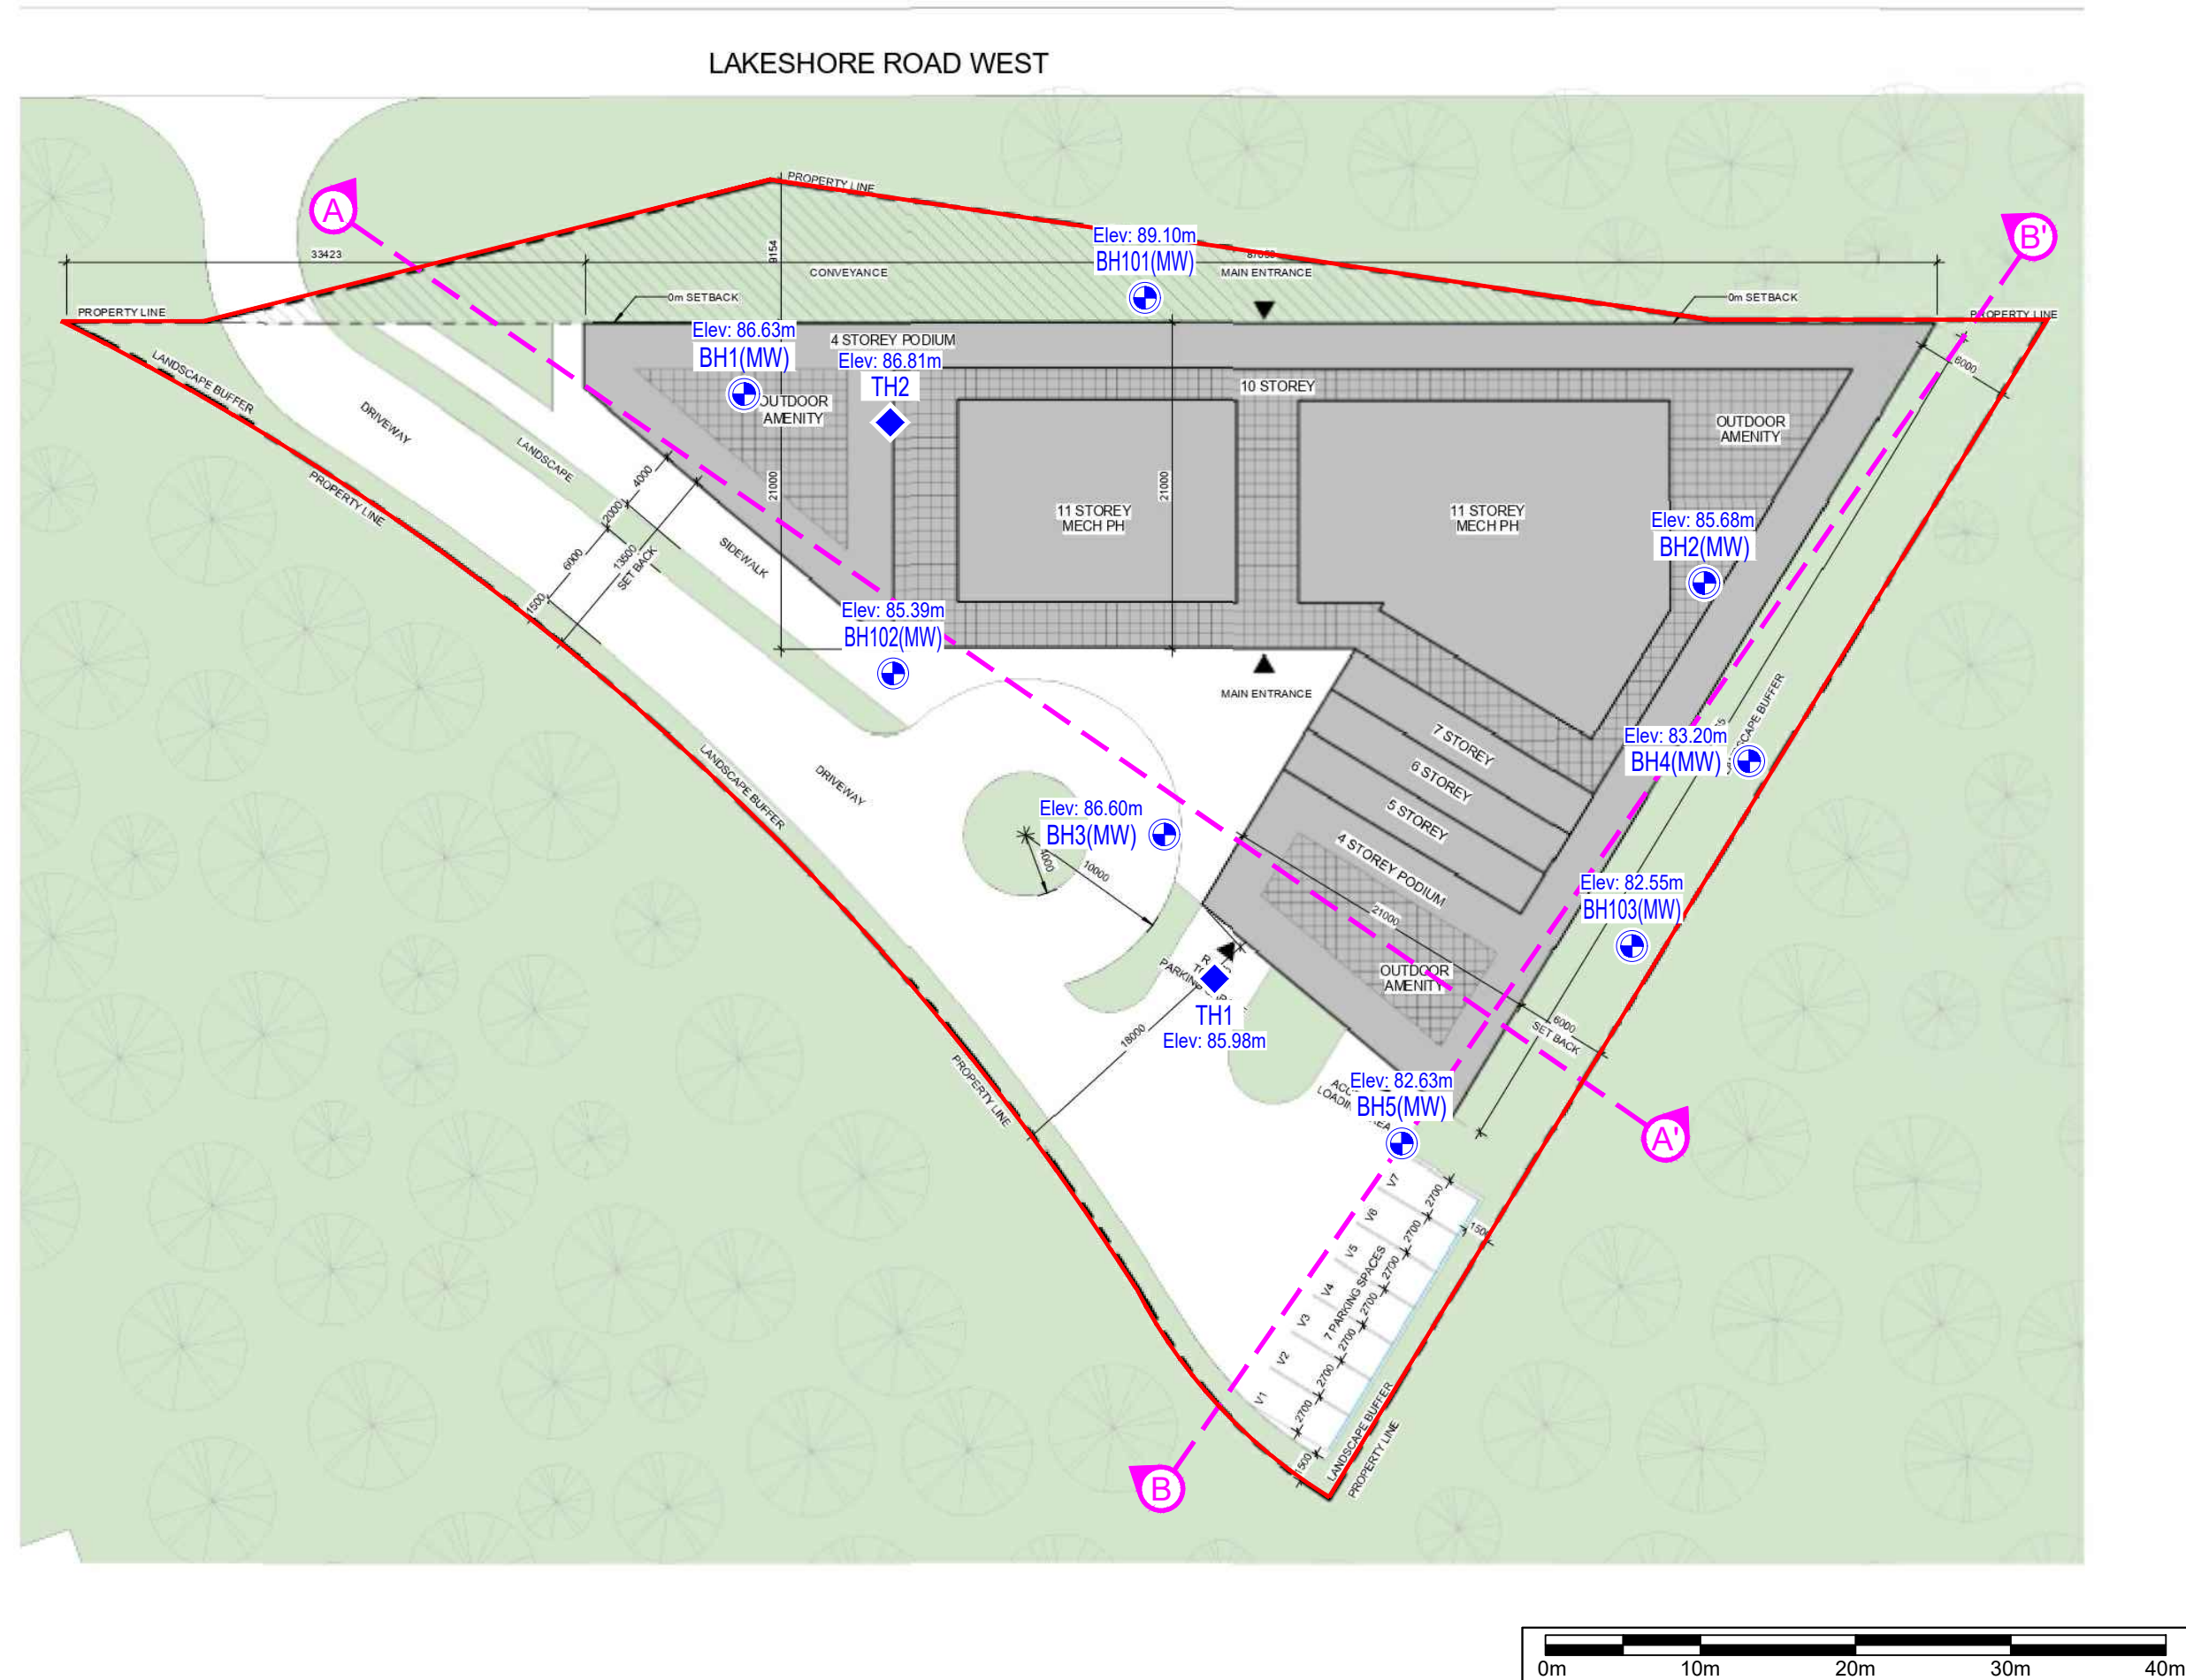 LAKESHORE ROAD WEST
PROPERTY LINE
A
B'
Elev: 89.10m
BH101(MW)
33423
9154
CONVEYANCE
MAIN ENTRANCE
0m SETBACK
0m SETBACK
PROPERTY LINE
PROPERTY LINE
Elev: 86.63m
BH1(MW)
4 STOREY PODIUM
Elev: 86.81m
TH2
10 STOREY
6000
LANDSCAPE BUFFER
DRIVEWAY
OUTDOOR
AMENITY
OUTDOOR
AMENITY
LANDSCAPE
PROPERTY LINE
4000
2000
6000
13500
SET BACK
1500
21000
21000
SIDEWALK
11 STOREY
MECH PH
11 STOREY
MECH PH
Elev: 85.68m
BH2(MW)
Elev: 85.39m
BH102(MW)
MAIN ENTRANCE
LANDSCAPE BUFFER
DRIVEWAY
7 STOREY
6 STOREY
5 STOREY
4 STOREY PODIUM
Elev: 83.20m
BH4(MW)
SCAPE BUFFER
Elev: 86.60m
BH3(MW)
4000
10000
Elev: 82.55m
BH103(MW)
21000
OUTDOOR
AMENITY
TH1
Elev: 85.98m
18000
6000
SET BACK
PROPERTY LINE
Elev: 82.63m
BH5(MW)
A'
V7
V6
V5
V4
V3
V2
V1
7 PARKING SPACES
2700
2700
2700
2700
2700
2700
2700
1500
LANDSCAPE BUFFER
PROPERTY LINE
B
0m 10m 20m 30m 40m